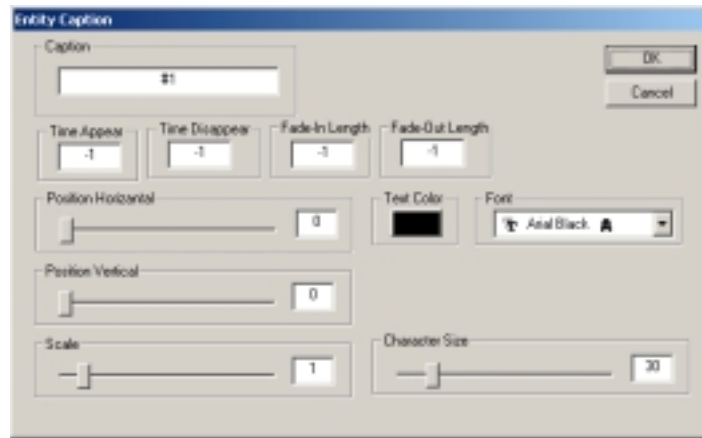 Entity Caption
Caption
#1
OK
Cancel
Time Appear
Time Disappear
Fade-In Length
Fade-Out Length
-1
-1
-1
-1
Position Horizantal
0
Text Color
Font
Arial Black
Position Vertical
0
Scale
1
Character Size
30